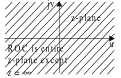 jv
z-plane
u
ROC is entire
z-plane except
z = ∞